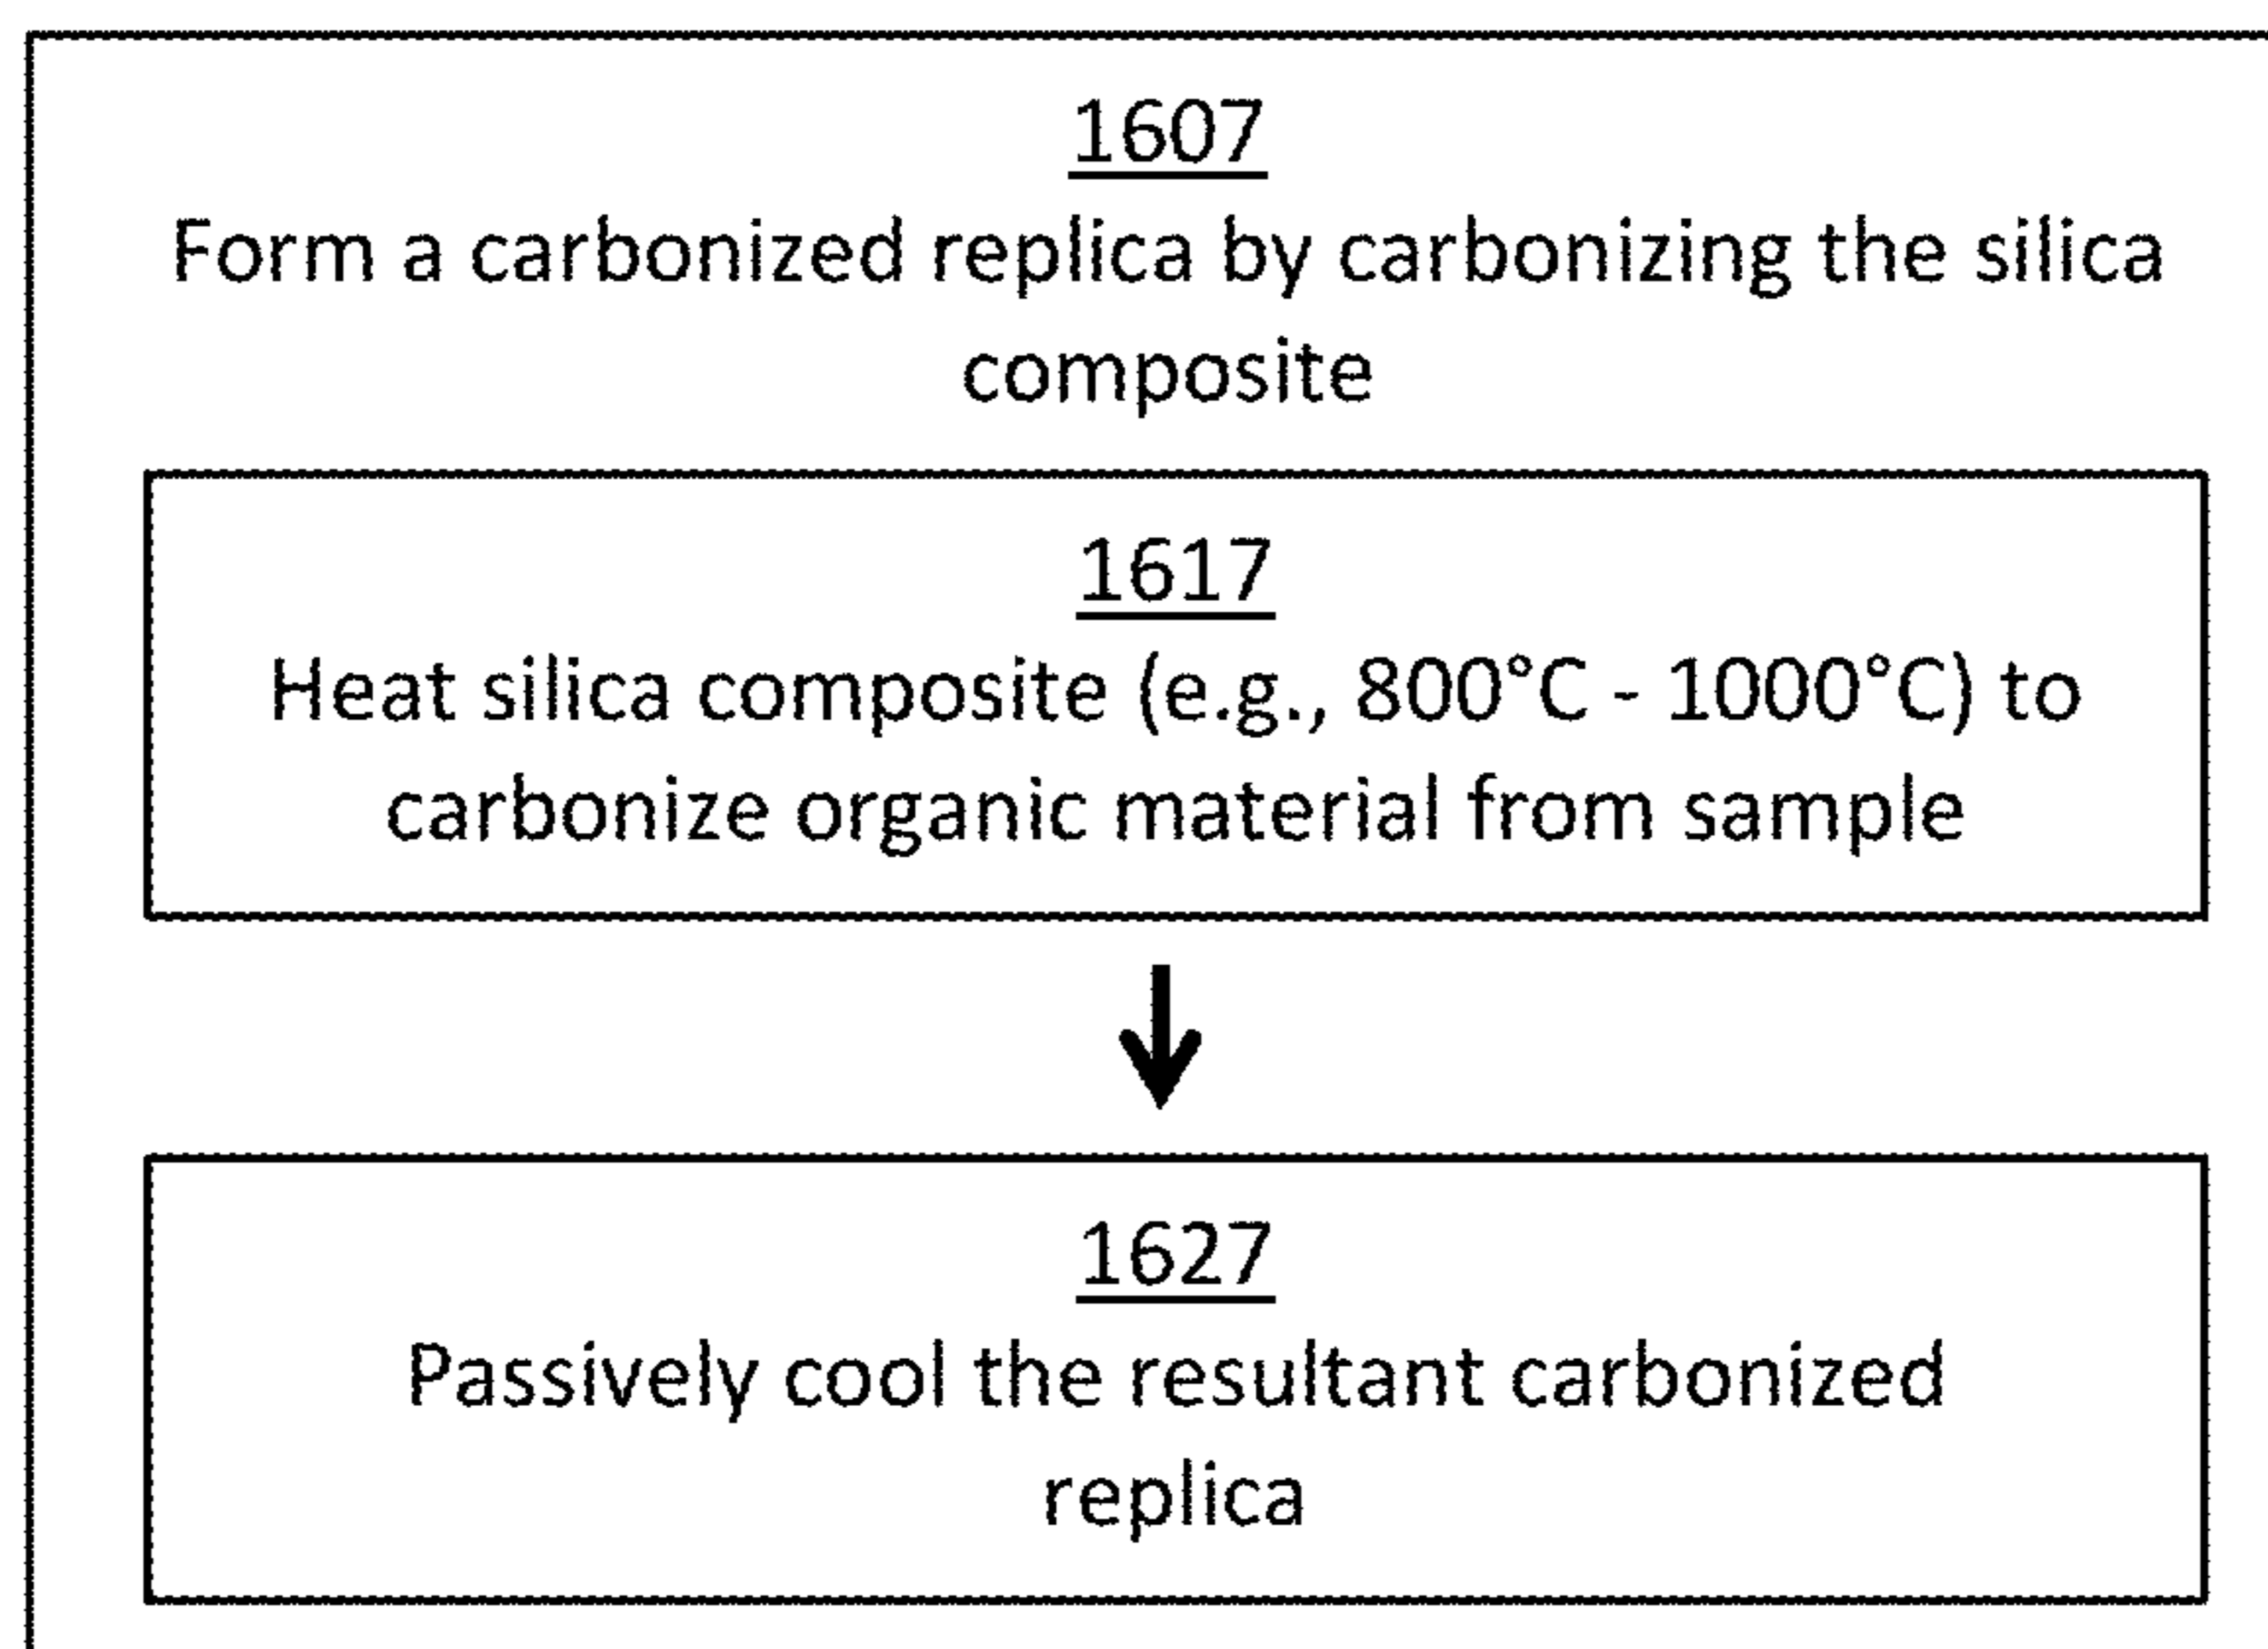 1607
Form a carbonized replica by carbonizing the silica
composite
1617
Heat silica composite (e.g., 800°C - 1000°C) to
carbonize organic material from sample
1627
Passively cool the resultant carbonized
replica